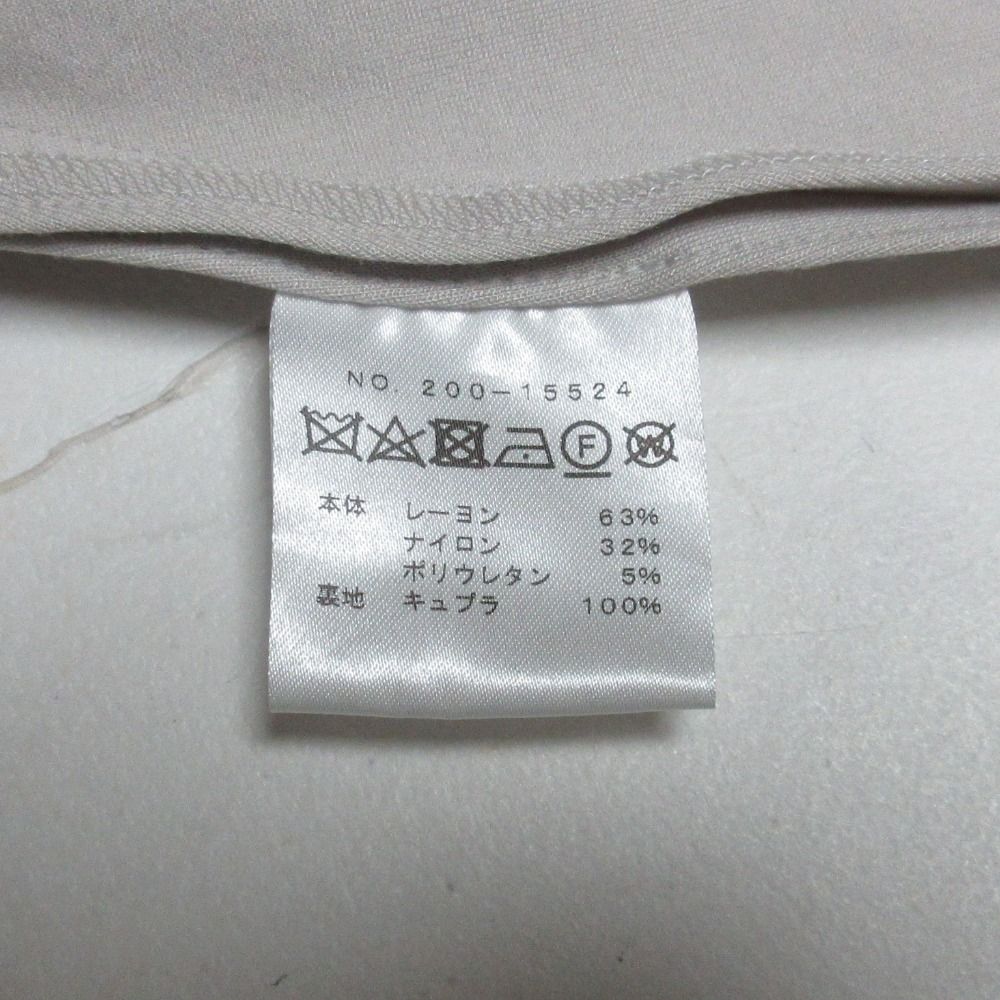 NO. 200-15524
F W
本体 レーヨン 63%
ナイロン 32%
ポリウレタン 5%
裏地 キュプラ 100%